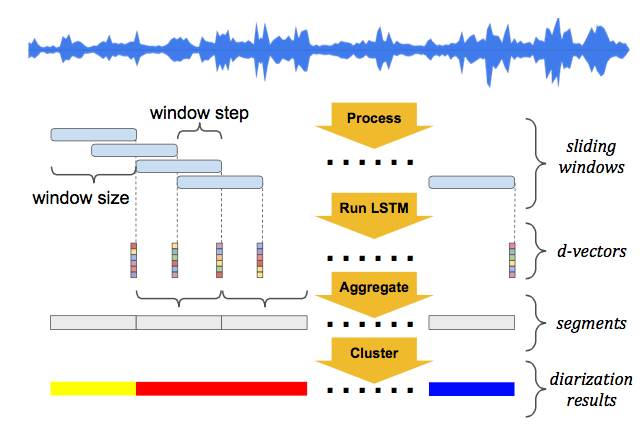 window step
Process
sliding
windows
window size
Run LSTM
d-vectors
Aggregate
segments
Cluster
diarization
results